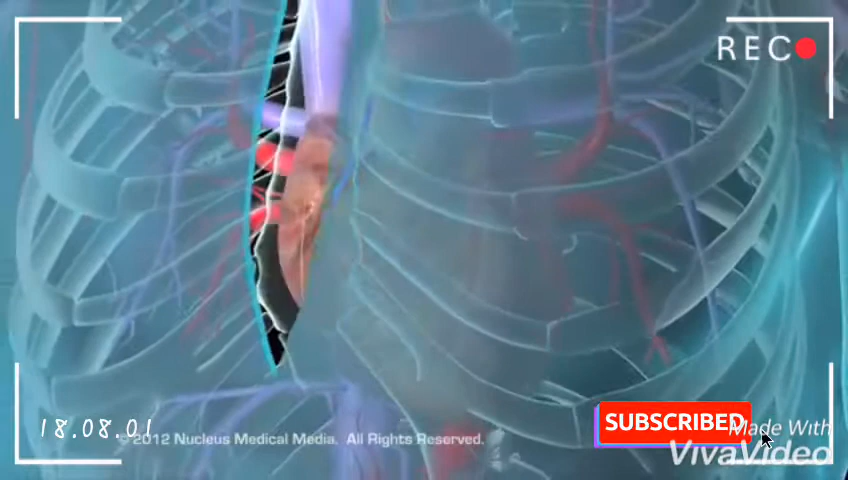 REC
18.08.01
© 2012 Nucleus Medical Media. All Rights Reserved.
SUBSCRIBED
Made With
VivaVideo